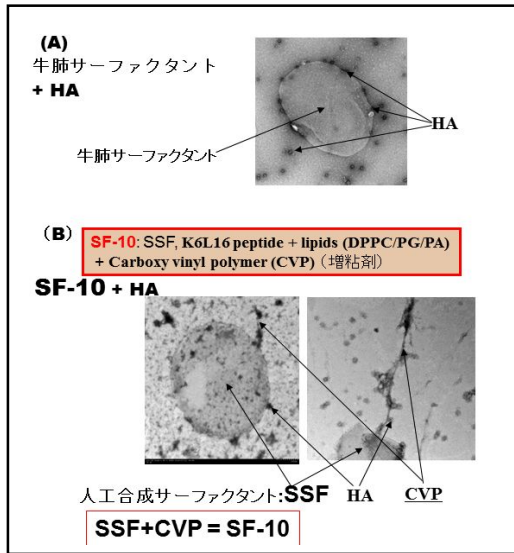 (A)
牛肺サーファクタント
+ HA
牛肺サーファクタント
HA
(B)
SF-10: SSF, K6L16 peptide + lipids (DPPC/PG/PA)
+ Carboxy vinyl polymer (CVP) (増粘剤)
SF-10 + HA
人工合成サーファクタント:SSF HA CVP
SSF+CVP = SF-10